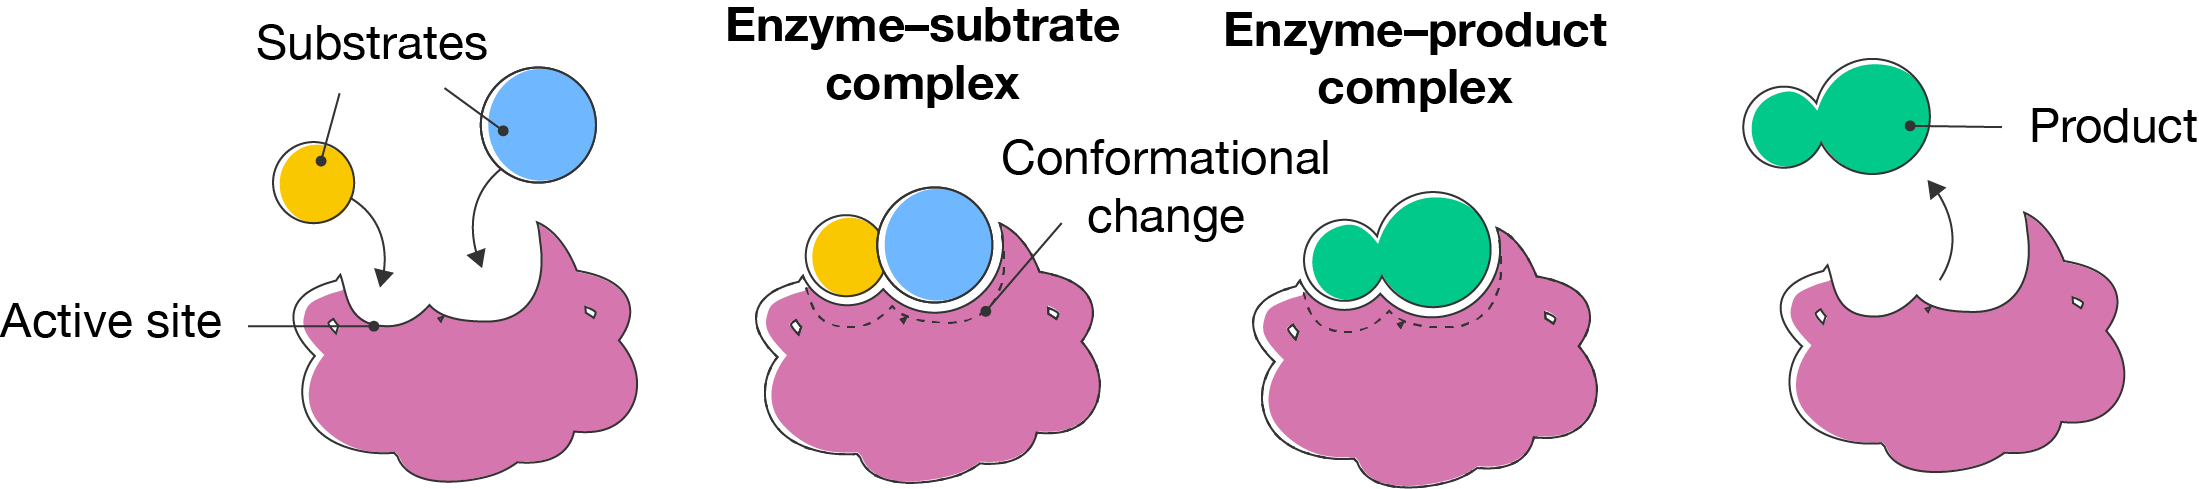 Substrates
Active site
Enzyme–subtrate
complex
Conformational
change
Enzyme–product
complex
Product